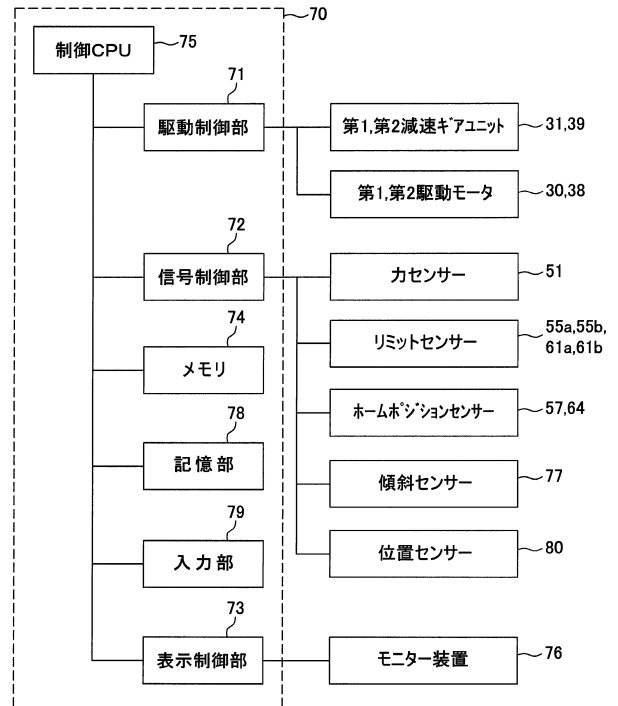 70
制御CPU
75
71
駆動制御部
第1,第2減速ギアユニット
31,39
第1,第2駆動モータ
30,38
72
信号制御部
力センサー
51
74
メモリ
リミットセンサー
55a,55b,
61a,61b
78
記憶部
ホームポジションセンサー
57,64
傾斜センサー
77
79
入力部
位置センサー
80
73
表示制御部
モニター装置
76